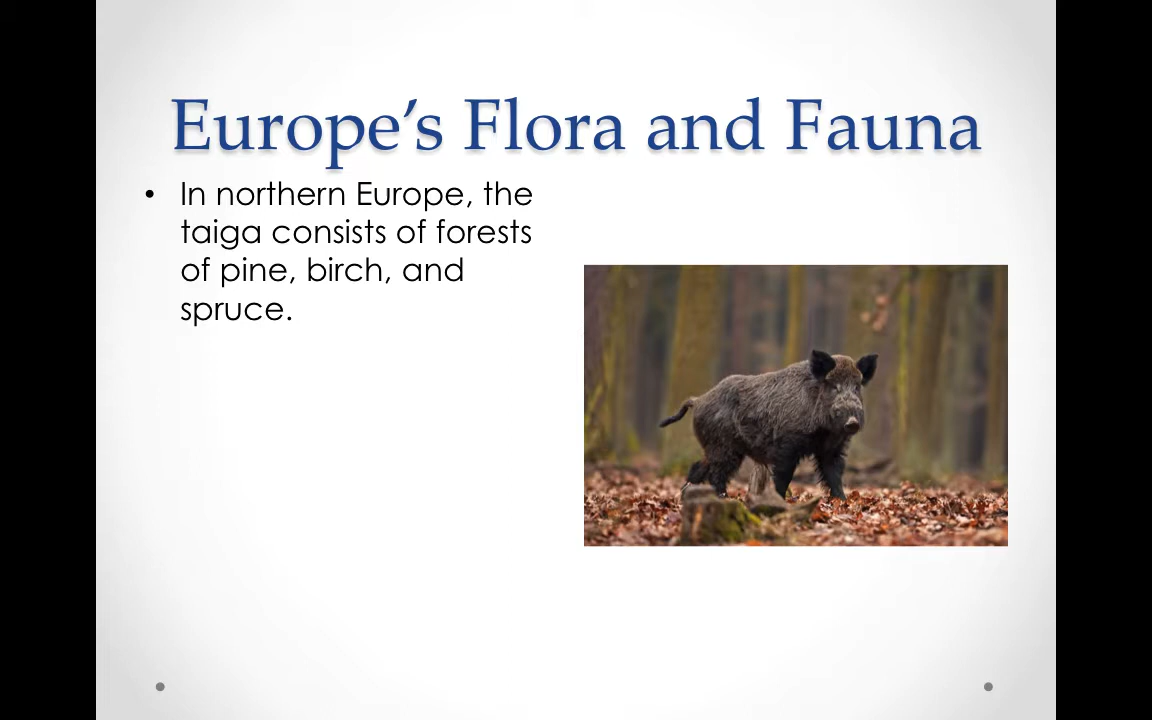 Europe’s Flora and Fauna
• In northern Europe, the
taiga consists of forests
of pine, birch, and
spruce.